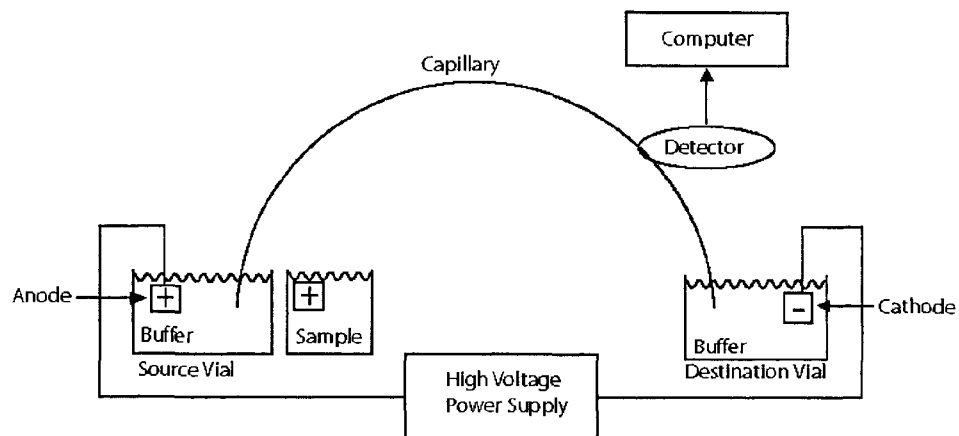 Computer
Capillary
Detector
Anode
+
+
-
Cathode
Buffer
Sample
Buffer
Source Vial
Destination Vial
High Voltage
Power Supply